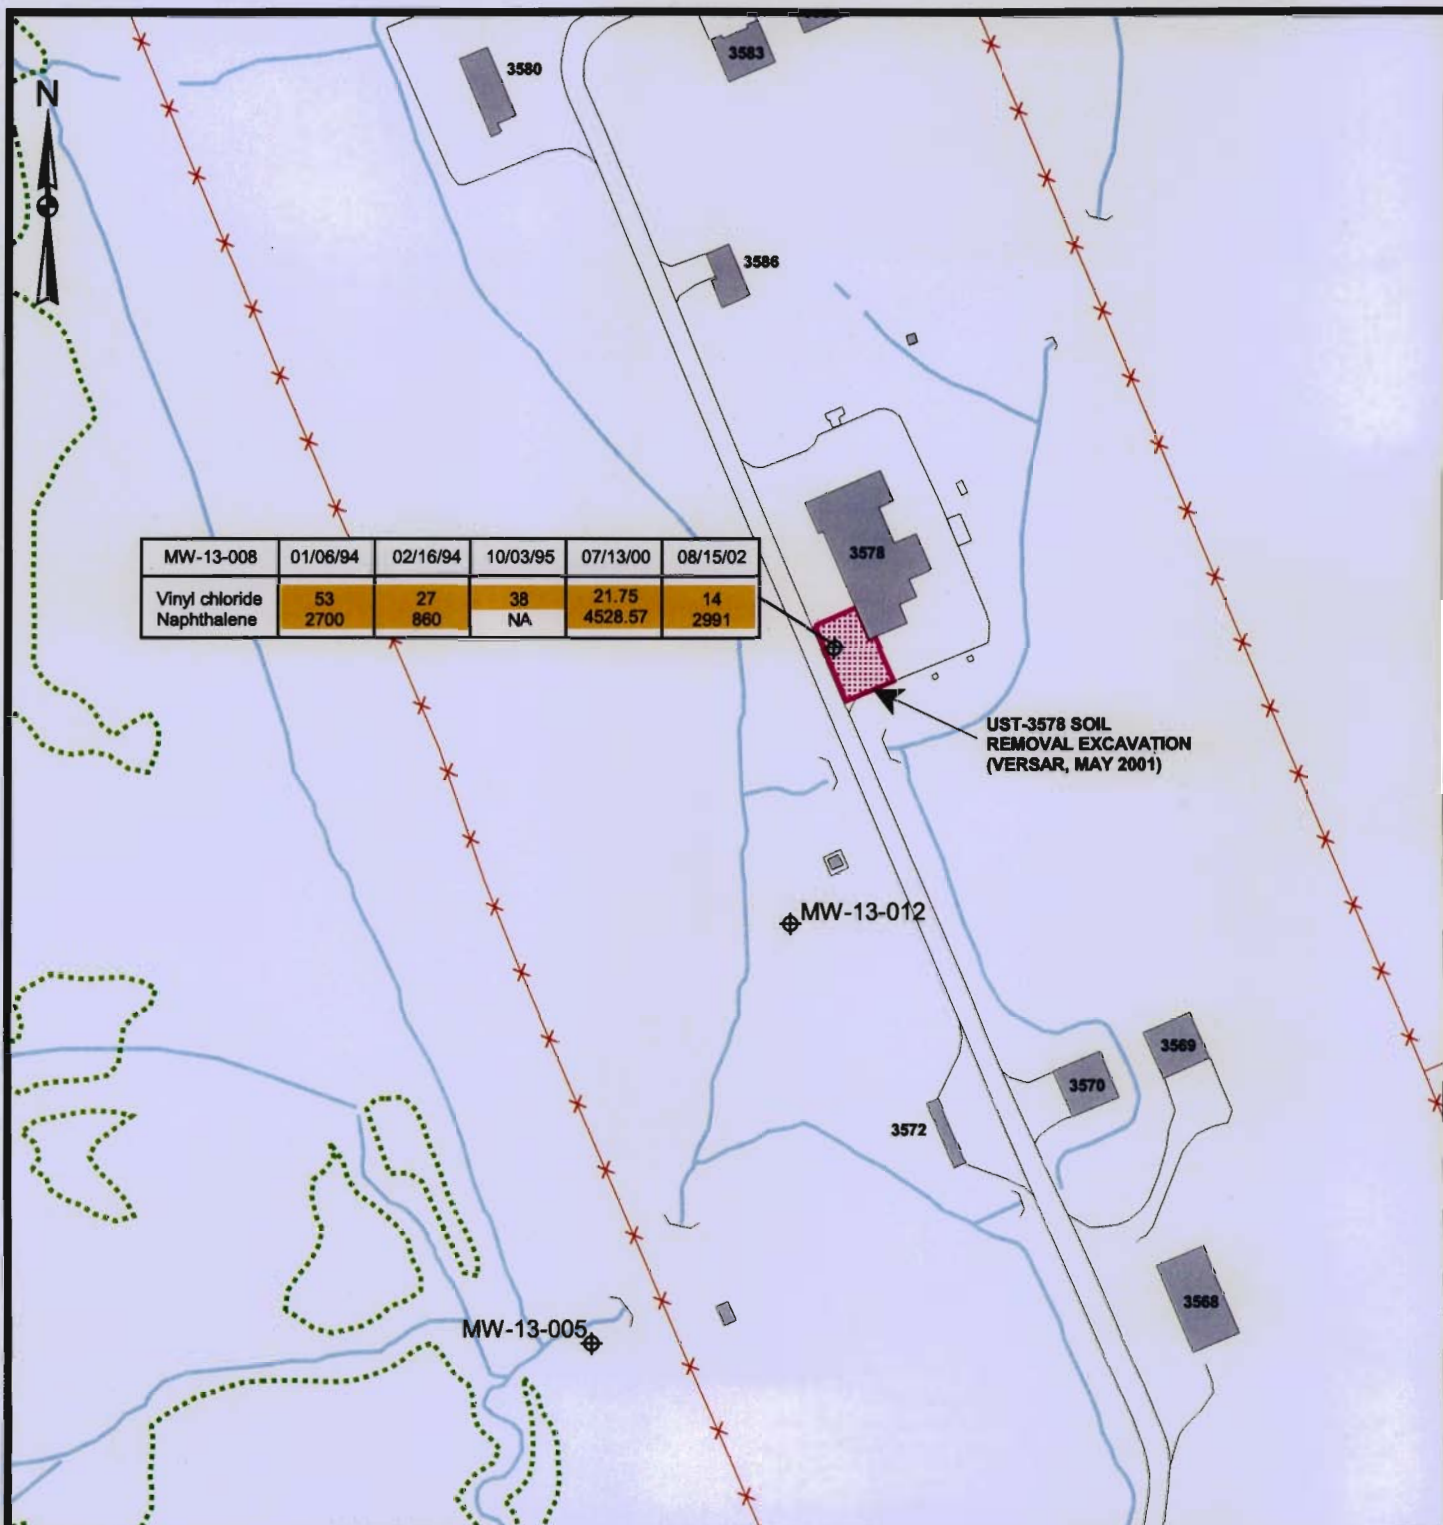 N
3580
3583
3586
3578
MW-13-008 01/06/94 02/16/94 10/03/95 07/13/00 08/15/02
Vinyl chloride 53 27 38 21.75 14
Naphthalene 2700 860 NA 4528.57 2991
UST-3578 SOIL
REMOVAL EXCAVATION
(VERSAR, MAY 2001)
MW-13-012
3569
3570
3572
3568
MW-13-005